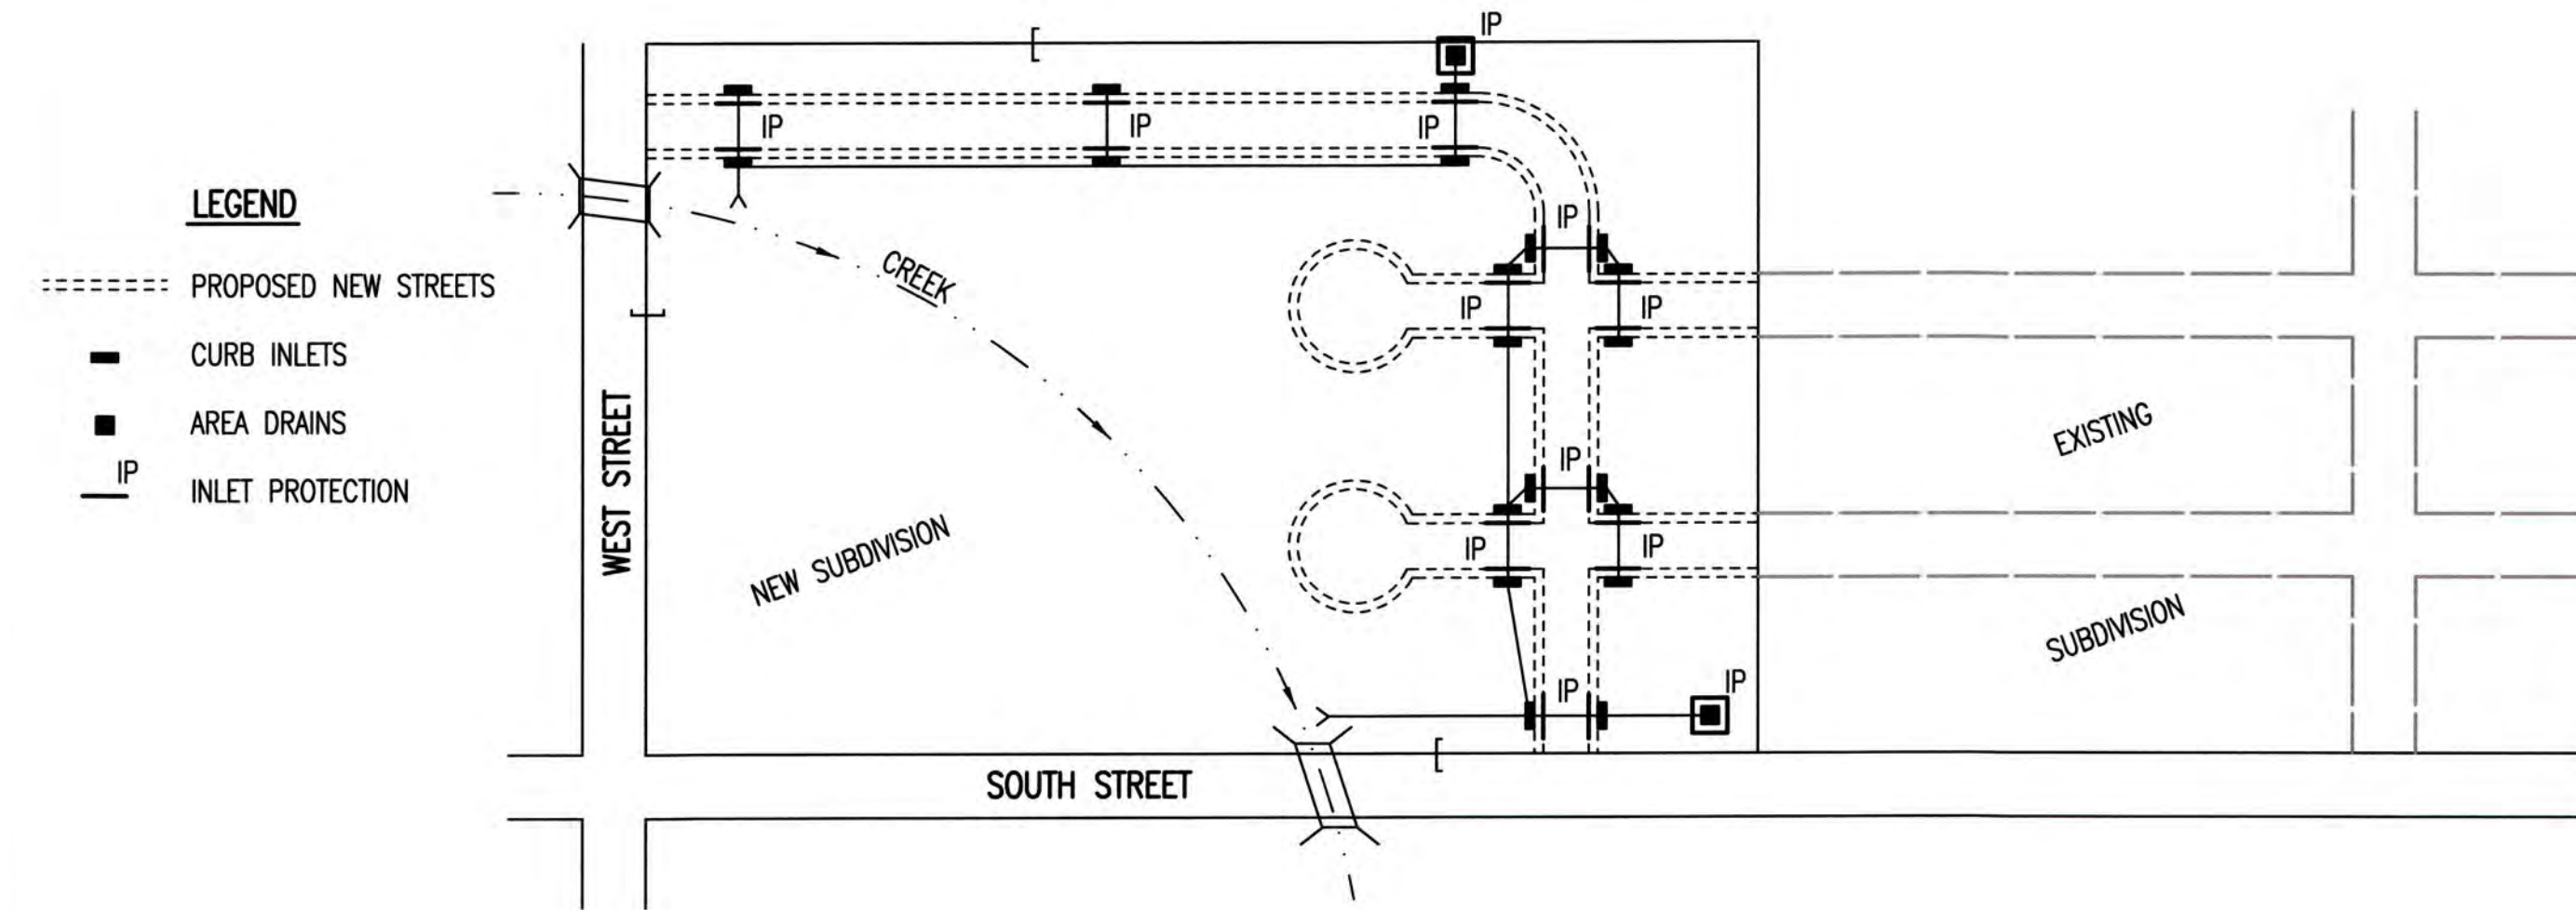 IP
IP
IP
IP
LEGEND
IP
CREEK
PROPOSED NEW STREETS
IP
IP
CURB INLETS
AREA DRAINS
EXISTING
IP
INLET PROTECTION
WEST STREET
IP
NEW SUBDIVISION
IP
IP
SUBDIVISION
IP
IP
SOUTH STREET